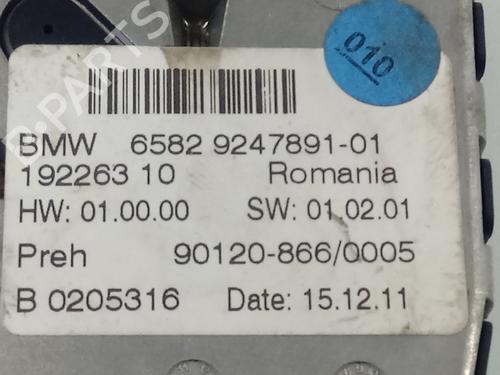 010
BMW 6582 9247891-01
192263 10 Romania
HW: 01.00.00 SW: 01.02.01
Preh 90120-866/0005
B 0205316 Date: 15.12.11
B-PARTS